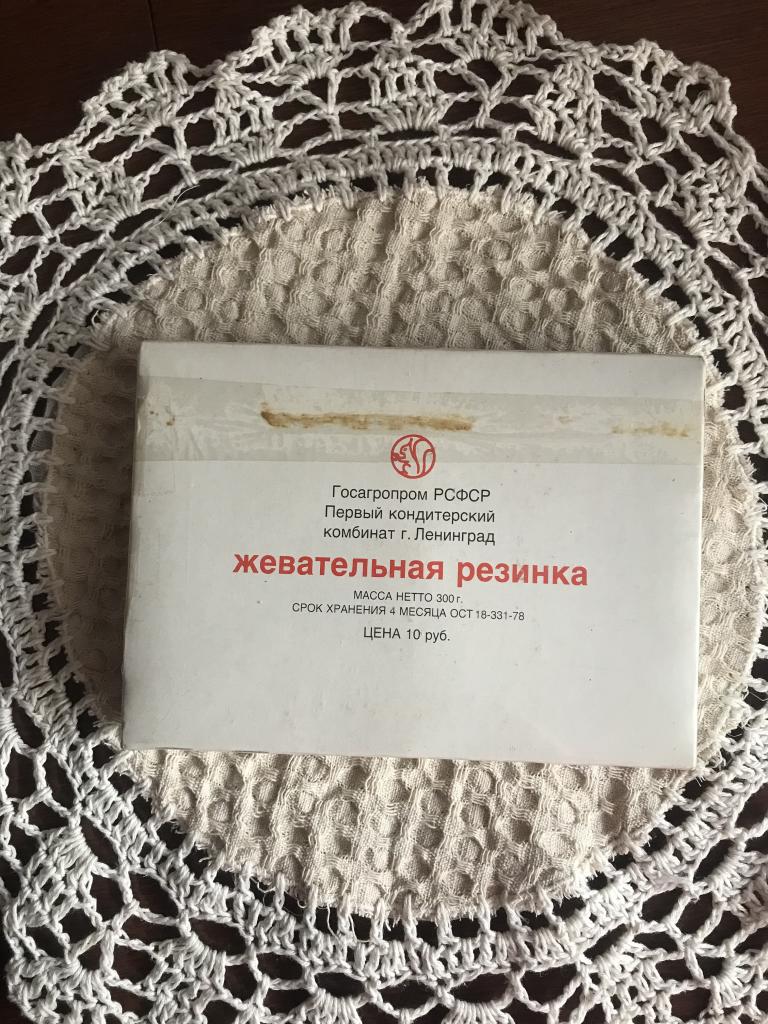 Госагропром РСФСР
Первый кондитерский
комбинат г. Ленинград
жевательная резинка
МАССА НЕТТО 300 г.
СРОК ХРАНЕНИЯ 4 МЕСЯЦА ОСТ 18-331-78
ЦЕНА 10 руб.